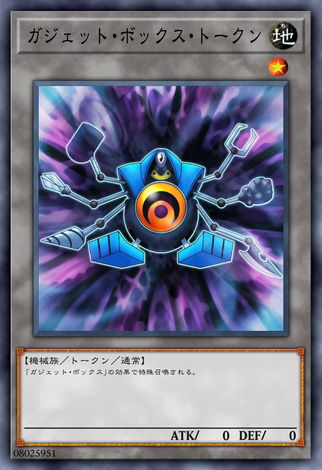 ガジェット・ボックス・トークン
地
ち
【機械族／トークン／通常】
「ガジェット・ボックス」の効果で特殊召喚される。
ATK/ 0 DEF/ 0
08025951